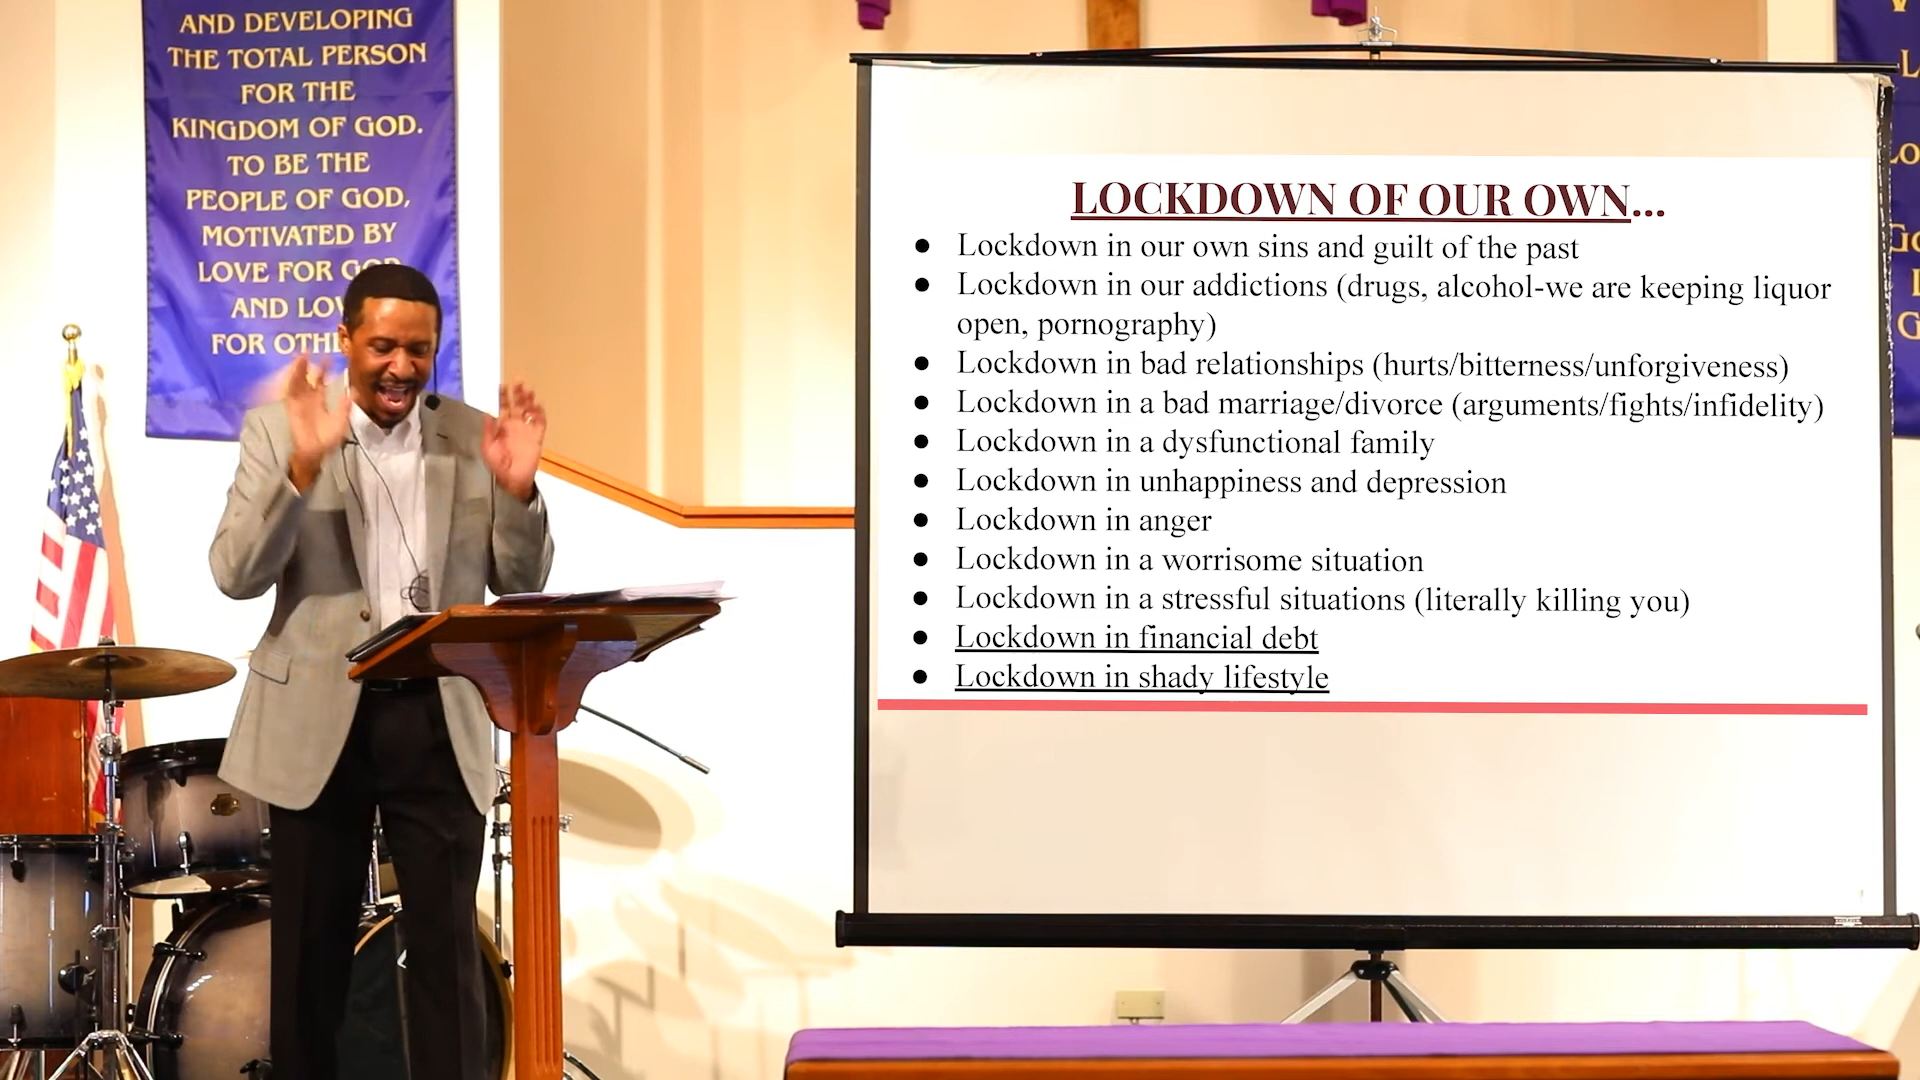 AND DEVELOPING
THE TOTAL PERSON
FOR THE
KINGDOM OF GOD.
TO BE THE
PEOPLE OF GOD,
MOTIVATED BY
LOVE FOR GOD
AND
FOR
LOCKDOWN OF OUR OWN...
● Lockdown in our own sins and guilt of the past
● Lockdown in our addictions (drugs, alcohol-we are keeping liquor
open, pornography)
● Lockdown in bad relationships (hurts/bitterness/unforgiveness)
● Lockdown in a bad marriage/divorce (arguments/fights/infidelity)
● Lockdown in a dysfunctional family
● Lockdown in unhappiness and depression
● Lockdown in anger
● Lockdown in a worrisome situation
● Lockdown in a stressful situations (literally killing you)
● Lockdown in financial debt
● Lockdown in shady lifestyle